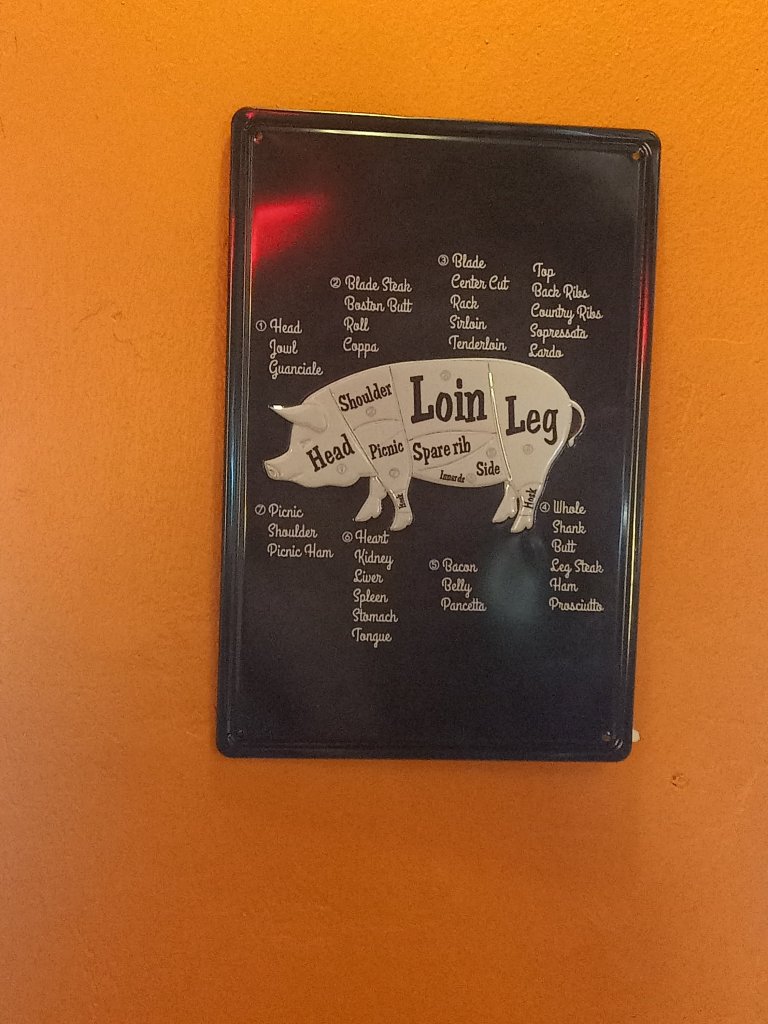 ③ Blade
Center Cut
Rack
Sirloin
Tenderloin
Top
Back Ribs
Country Ribs
Sopressata
Lardo
② Blade Steak
Boston Butt
Roll
Coppa
① Head
Jowl
Guanciale
Shoulder
Loin
Leg
Head
Picnic
Spare rib
Side
Innards
Hock
Hock
⑦ Picnic
Shoulder
Picnic Ham
⑥ Heart
Kidney
Liver
Spleen
Stomach
Tongue
⑤ Bacon
Belly
Pancetta
④ Whole
Shank
Butt
Leg Steak
Ham
Prosciutto